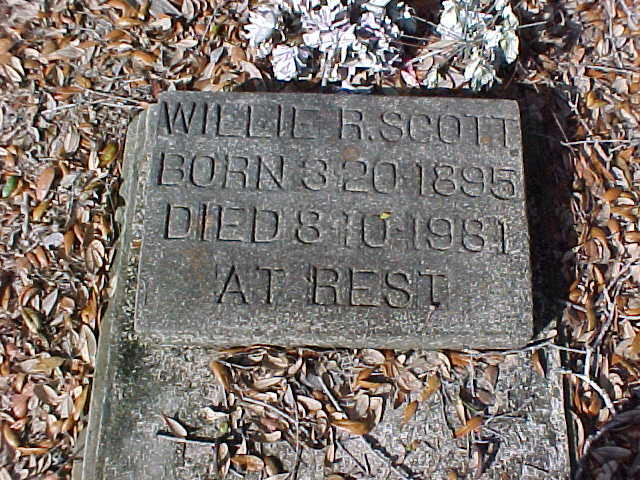 WILLIE R. SCOTT
BORN 3-20-1895
DIED 8-10-1981
AT REST